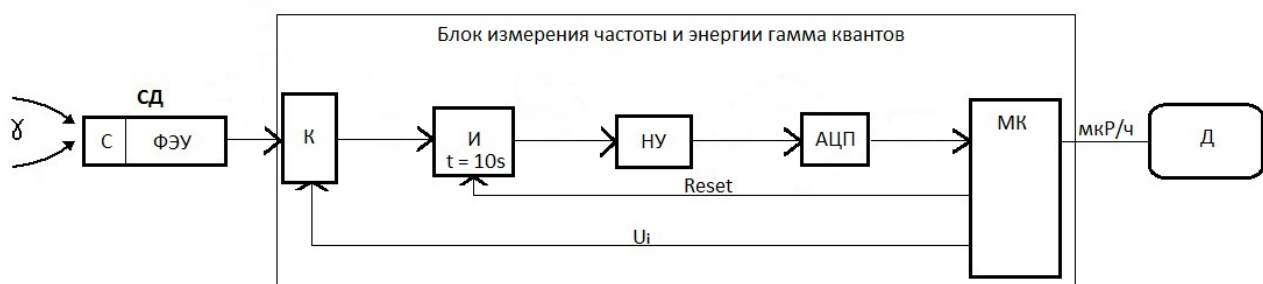 Блок измерения частоты и энергии гамма квантов
СД
ɣ
С
ФЭУ
К
И
t = 10s
НУ
АЦП
МК
мкР/ч
Д
Reset
Ui